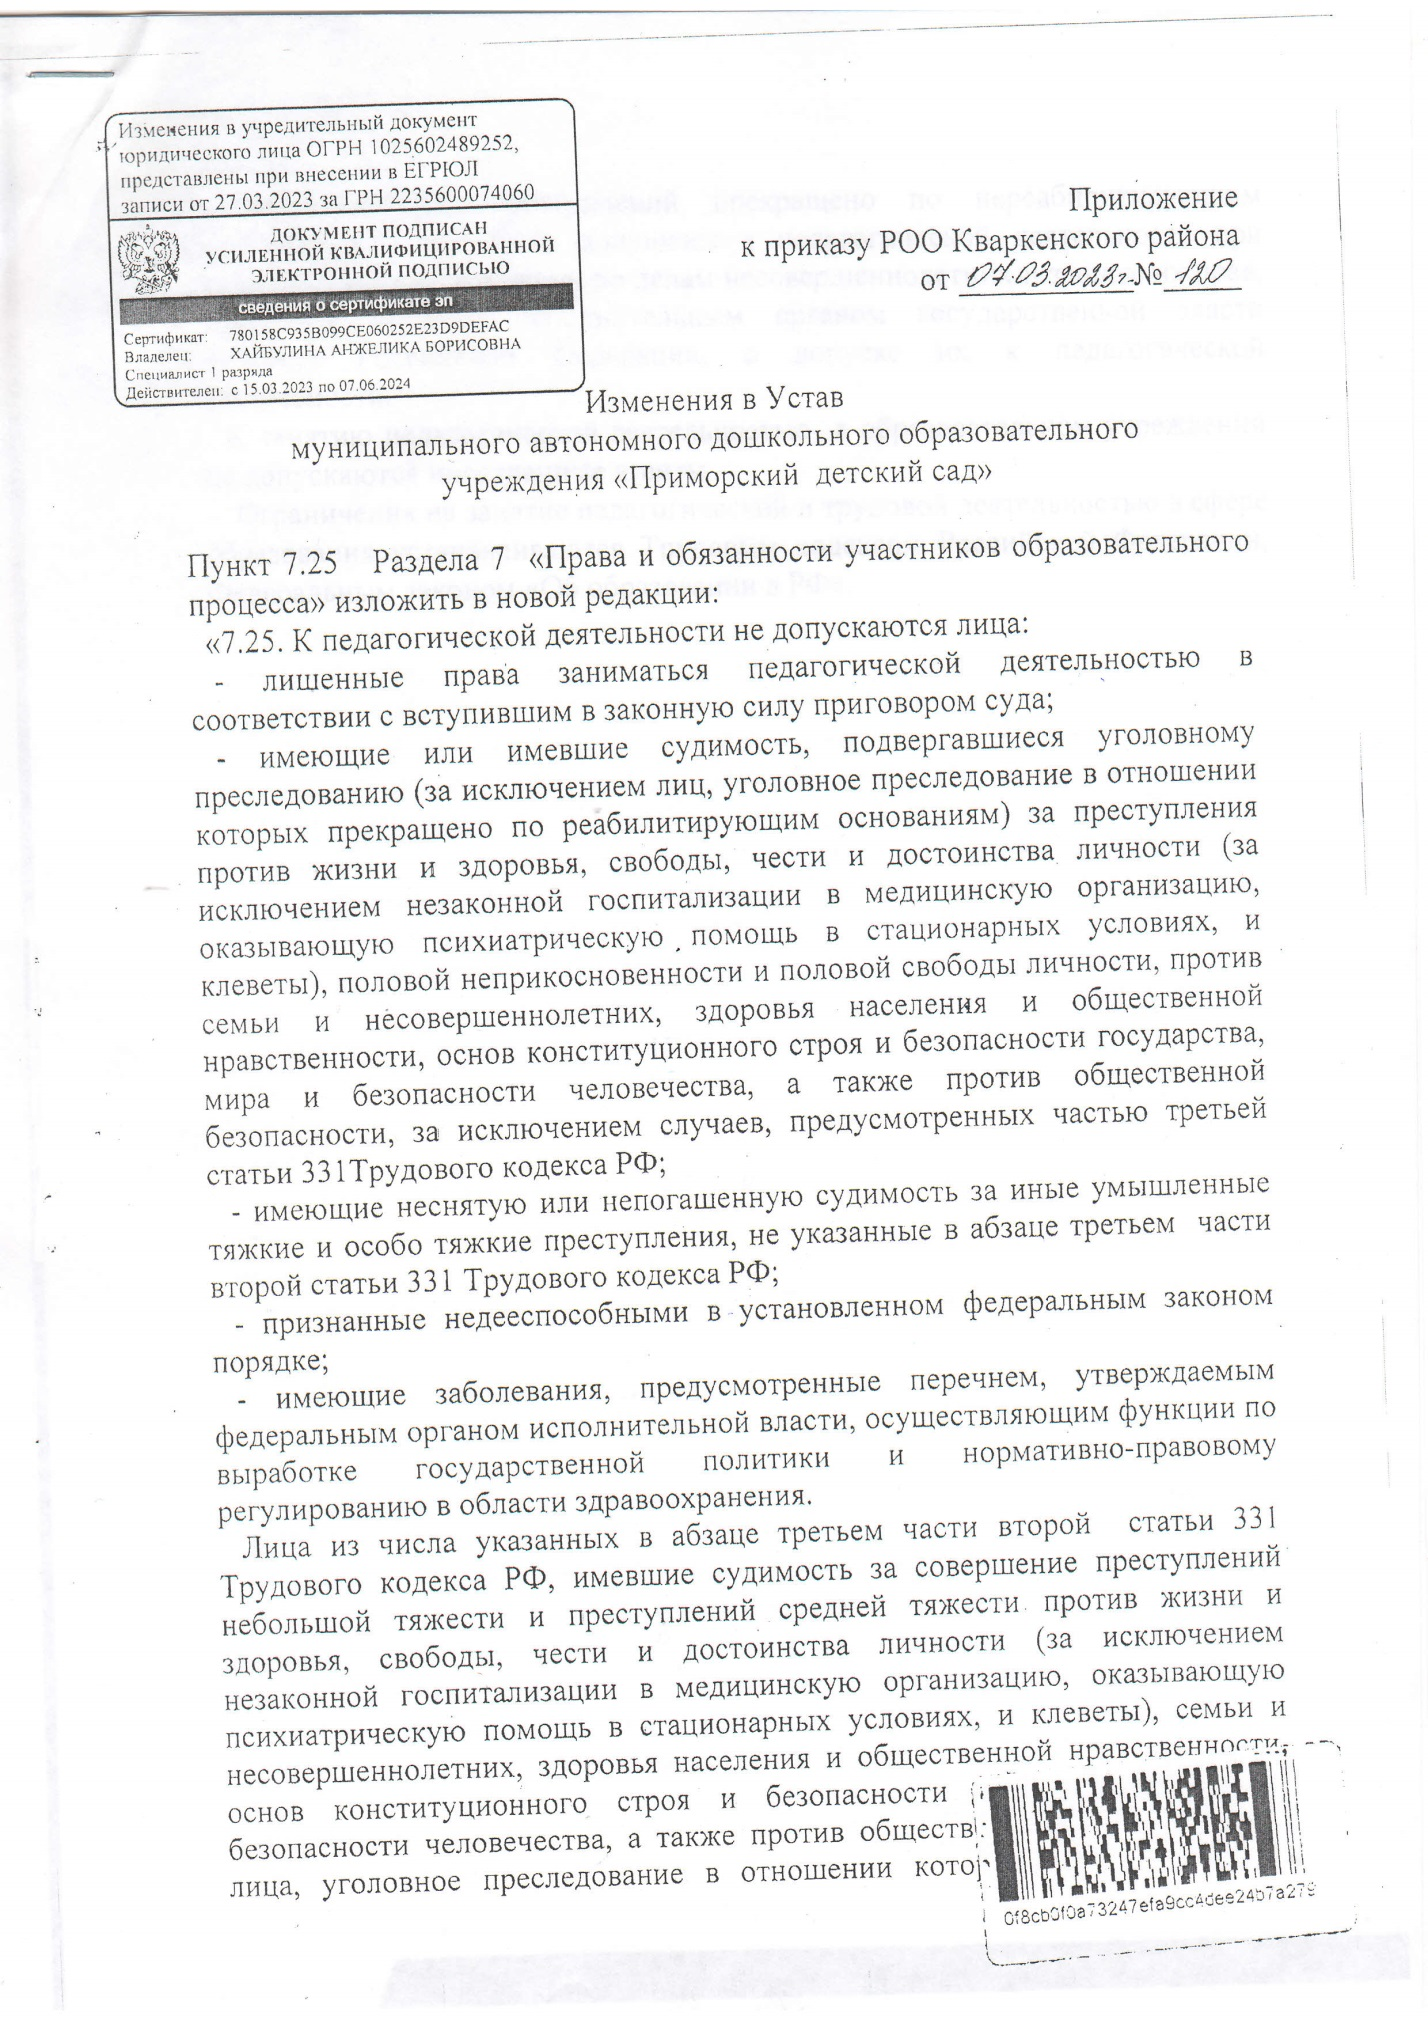 Изменения в учредительный документ
юридического лица ОГРН 1025602489252,
представлены при внесении в ЕГРЮЛ
записи от 27.03.2023 за ГРН 2235600074060
ДОКУМЕНТ ПОДПИСАН
УСИЛЕННОЙ КВАЛИФИЦИРОВАННОЙ
ЭЛЕКТРОННОЙ ПОДПИСЬЮ
сведения о сертификате эп
Сертификат: 780158C935B099CE060252E23D9DEFAC
Владелец: ХАЙБУЛИНА АНЖЕЛИКА БОРИСОВНА
Специалист 1 разряда
Действителен: с 15.03.2023 по 07.06.2024
Приложение
к приказу РОО Кваркенского района
от 07.03.2023г. № 120
Изменения в Устав
муниципального автономного дошкольного образовательного
учреждения «Приморский детский сад»
Пункт 7.25 Раздела 7 «Права и обязанности участников образовательного
процесса» изложить в новой редакции:
«7.25. К педагогической деятельности не допускаются лица:
- лишенные права заниматься педагогической деятельностью в
соответствии с вступившим в законную силу приговором суда;
- имеющие или имевшие судимость, подвергавшиеся уголовному
преследованию (за исключением лиц, уголовное преследование в отношении
которых прекращено по реабилитирующим основаниям) за преступления
против жизни и здоровья, свободы, чести и достоинства личности (за
исключением незаконной госпитализации в медицинскую организацию,
оказывающую психиатрическую помощь в стационарных условиях, и
клеветы), половой неприкосновенности и половой свободы личности, против
семьи и несовершеннолетних, здоровья населения и общественной
нравственности, основ конституционного строя и безопасности государства,
мира и безопасности человечества, а также против общественной
безопасности, за исключением случаев, предусмотренных частью третьей
статьи 331Трудового кодекса РФ;
- имеющие неснятую или непогашенную судимость за иные умышленные
тяжкие и особо тяжкие преступления, не указанные в абзаце третьем части
второй статьи 331 Трудового кодекса РФ;
- признанные недееспособными в установленном федеральным законом
порядке;
- имеющие заболевания, предусмотренные перечнем, утверждаемым
федеральным органом исполнительной власти, осуществляющим функции по
выработке государственной политики и нормативно-правовому
регулированию в области здравоохранения.
Лица из числа указанных в абзаце третьем части второй статьи 331
Трудового кодекса РФ, имевшие судимость за совершение преступлений
небольшой тяжести и преступлений средней тяжести против жизни и
здоровья, свободы, чести и достоинства личности (за исключением
незаконной госпитализации в медицинскую организацию, оказывающую
психиатрическую помощь в стационарных условиях, и клеветы), семьи и
несовершеннолетних, здоровья населения и общественной нравственности,
основ конституционного строя и безопасности
безопасности человечества, а также против обществ
лица, уголовное преследование в отношении котор
0f8cb0f0a73247efa9cc4dee24b7a279